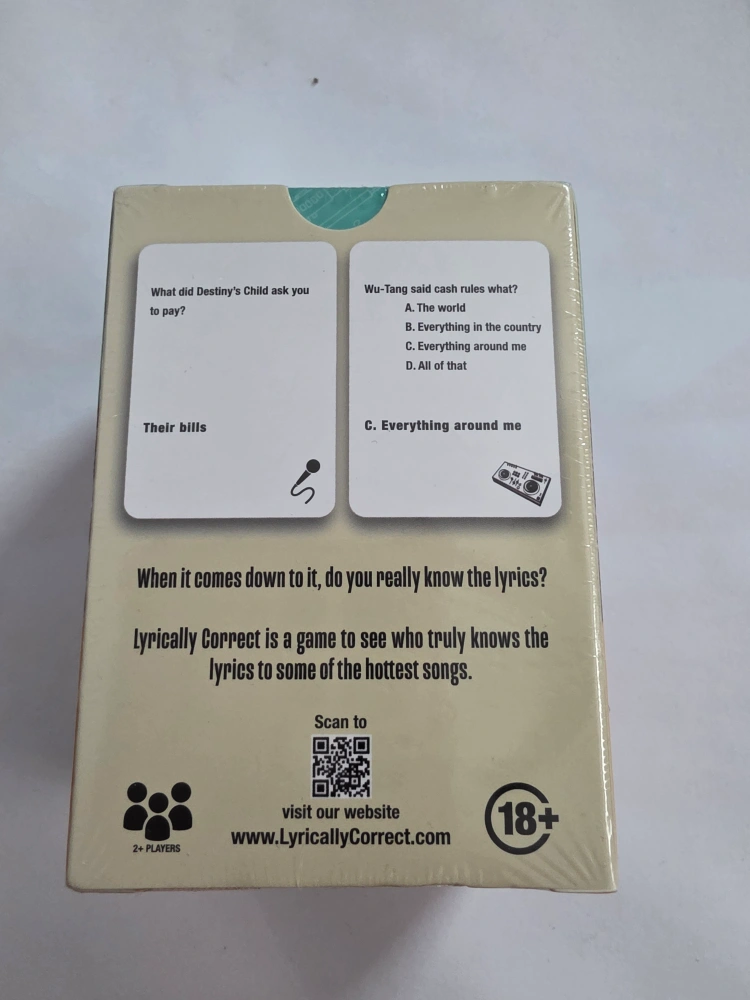 What did Destiny's Child ask you
to pay?
Their bills
Wu-Tang said cash rules what?
A. The world
B. Everything in the country
C. Everything around me
D. All of that
C. Everything around me
When it comes down to it, do you really know the lyrics?
Lyrically Correct is a game to see who truly knows the
lyrics to some of the hottest songs.
Scan to
visit our website
www.LyricallyCorrect.com
2+ PLAYERS
18+